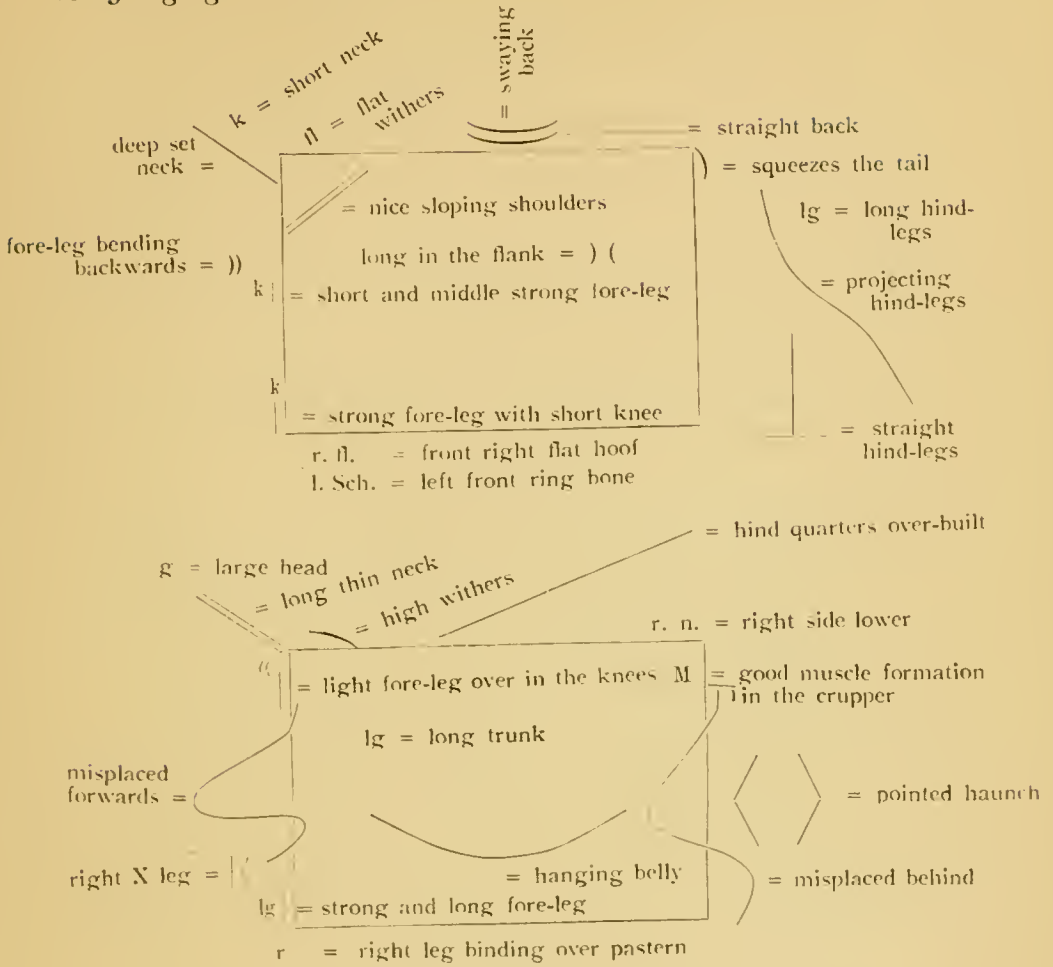 k = short neck
fl = flat
withers
= swaying
back
deep set
neck =
= straight back
= squeezes the tail
= nice sloping shoulders
lg = long hind-
legs
fore-leg bending
backwards = ))
long in the flank = ) (
k = short and middle strong fore-leg
= projecting
hind-legs
k
= strong fore-leg with short knee
= straight
hind-legs
r. fl. = front right flat hoof
l. Sch. = left front ring bone
= hind quarters over-built
g = large head
= long thin neck
= high withers
r. n. = right side lower
= light fore-leg over in the knees M = good muscle formation
in the crupper
lg = long trunk
misplaced
forwards =
= pointed haunch
right X leg =
= hanging belly
= misplaced behind
lg = strong and long fore-leg
r = right leg binding over pastern